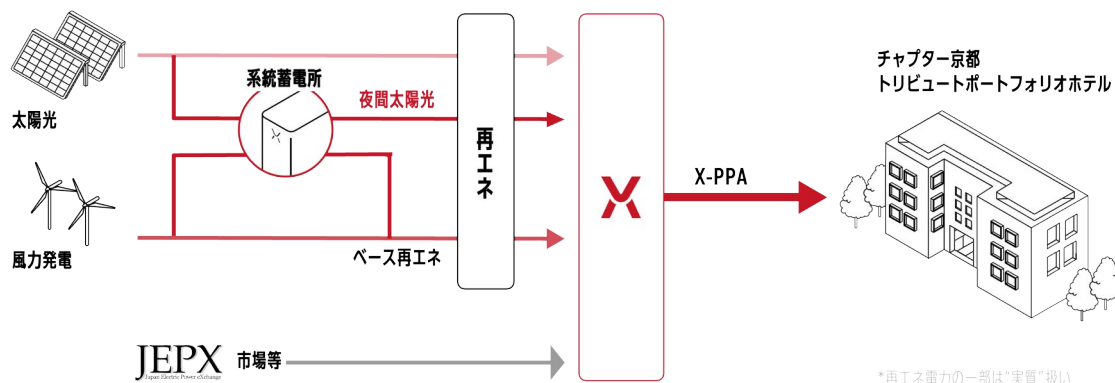 太陽光
系統蓄電所
夜間太陽光
風力発電
ベース再エネ
再エネ
JEPX
Japan Electric Power eXchange
市場等
X
X-PPA
チャプター京都
トリビュートポートフォリオホテル
*再エネ電力の一部は“実質”扱い